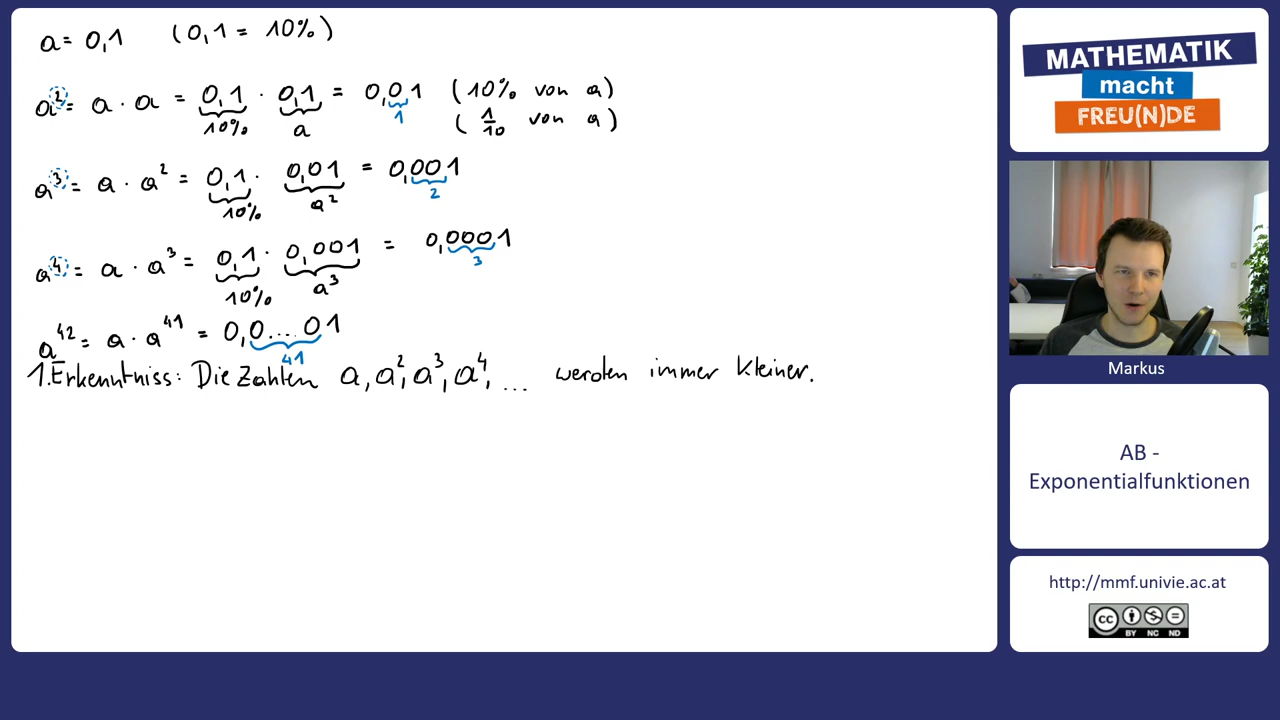 a = 0,1 (0,1 = 10%)
a² = a · a = 0,1 · 0,1 = 0,01 (10% von a)
10% a 1 ( 1/10 von a )
a³ = a · a² = 0,1 · 0,01 = 0,001
10% a² 2
a⁴ = a · a³ = 0,1 · 0,001 = 0,0001
10% a³ 3
a⁴² = a · a⁴¹ = 0,0...01
41
1. Erkenntniss: Die Zahlen a, a², a³, a⁴, ... werden immer kleiner.
MATHEMATIK
macht
FREU(N)DE
Markus
AB -
Exponentialfunktionen
http://mmf.univie.ac.at
CC BY NC ND